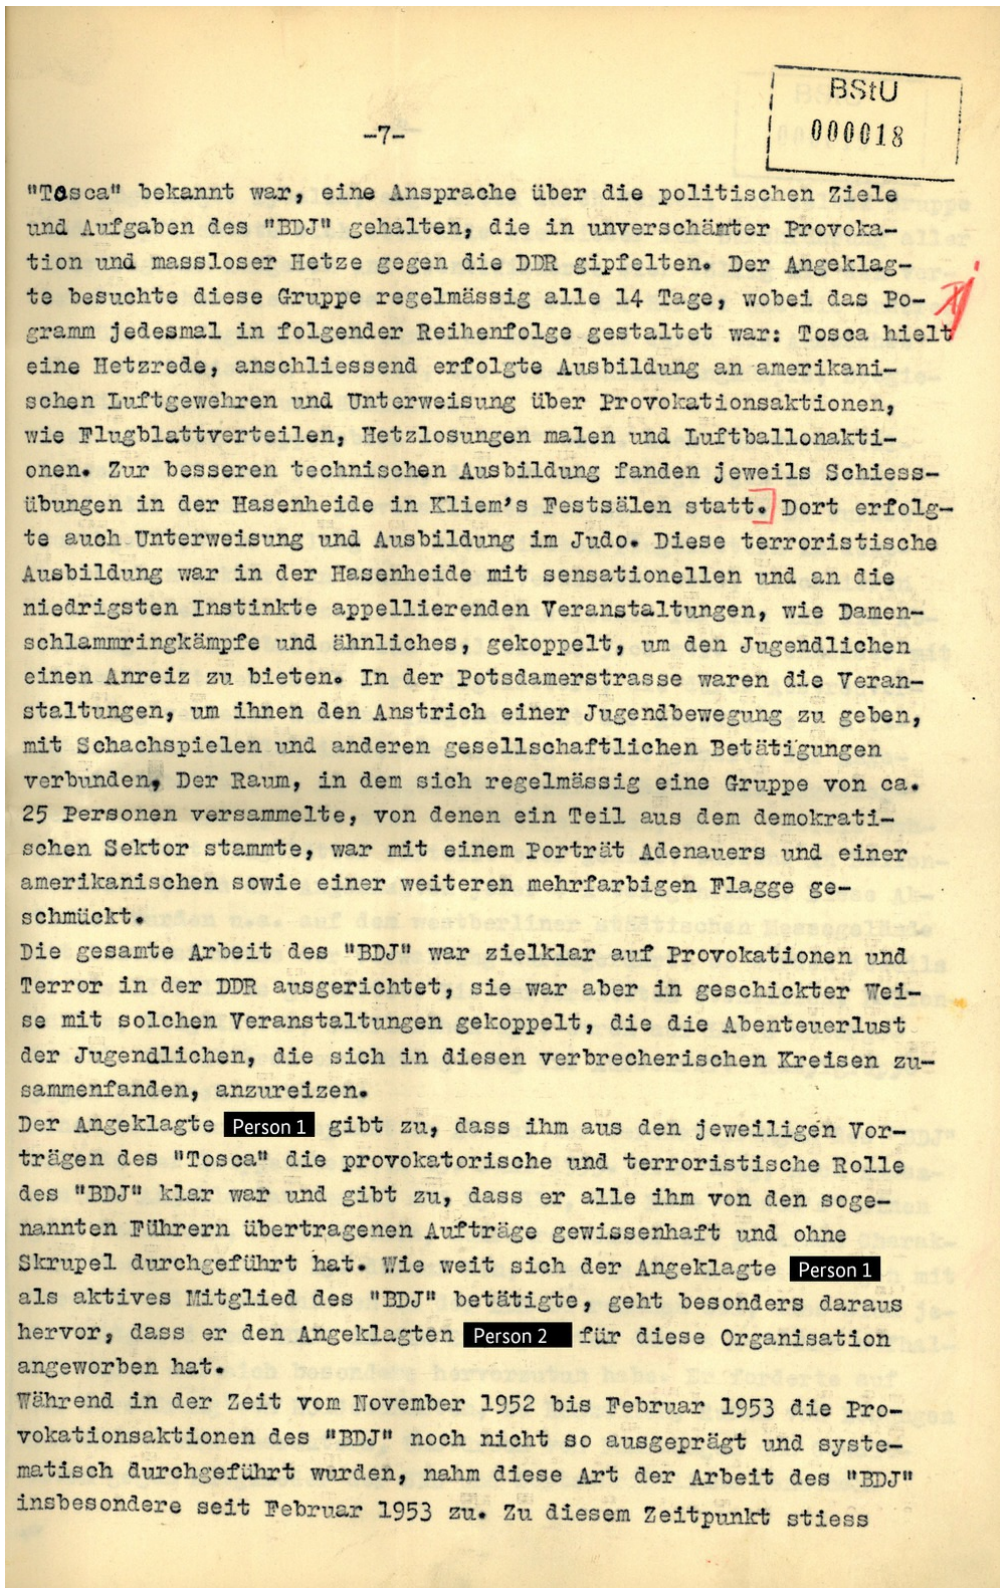 BStU
000018
-7-
"Tosca" bekannt war, eine Ansprache über die politischen Ziele
und Aufgaben des "BDJ" gehalten, die in unverschämter Provoka-
tion und massloser Hetze gegen die DDR gipfelten. Der Angeklag-
te besuchte diese Gruppe regelmässig alle 14 Tage, wobei das Po-
gramm jedesmal in folgender Reihenfolge gestaltet war: Tosca hielt
eine Hetzrede, anschliessend erfolgte Ausbildung an amerikani-
schen Luftgewehren und Unterweisung über Provokationsaktionen,
wie Flugblattverteilen, Hetzlosungen malen und Luftballonakti-
onen. Zur besseren technischen Ausbildung fanden jeweils Schiess-
übungen in der Hasenheide in Kliem's Festsälen statt. Dort erfolg-
te auch Unterweisung und Ausbildung im Judo. Diese terroristische
Ausbildung war in der Hasenheide mit sensationellen und an die
niedrigsten Instinkte appellierenden Veranstaltungen, wie Damen-
schlammringkämpfe und ähnliches, gekoppelt, um den Jugendlichen
einen Anreiz zu bieten. In der Potsdamerstrasse waren die Veran-
staltungen, um ihnen den Anstrich einer Jugendbewegung zu geben,
mit Schachspielen und anderen gesellschaftlichen Betätigungen
verbunden. Der Raum, in dem sich regelmässig eine Gruppe von ca.
25 Personen versammelte, von denen ein Teil aus dem demokrati-
schen Sektor stammte, war mit einem Porträt Adenauers und einer
amerikanischen sowie einer weiteren mehrfarbigen Flagge ge-
schmückt.
Die gesamte Arbeit des "BDJ" war zielklar auf Provokationen und
Terror in der DDR ausgerichtet, sie war aber in geschickter Wei-
se mit solchen Veranstaltungen gekoppelt, die die Abenteuerlust
der Jugendlichen, die sich in diesen verbrecherischen Kreisen zu-
sammenfanden, anzureizen.
Der Angeklagte Person 1 gibt zu, dass ihm aus den jeweiligen Vor-
trägen des "Tosca" die provokatorische und terroristische Rolle
des "BDJ" klar war und gibt zu, dass er alle ihm von den soge-
nannten Führern übertragenen Aufträge gewissenhaft und ohne
Skrupel durchgeführt hat. Wie weit sich der Angeklagte Person 1
als aktives Mitglied des "BDJ" betätigte, geht besonders daraus
hervor, dass er den Angeklagten Person 2 für diese Organisation
angeworben hat.
Während in der Zeit vom November 1952 bis Februar 1953 die Pro-
vokationsaktionen des "BDJ" noch nicht so ausgeprägt und syste-
matisch durchgeführt wurden, nahm diese Art der Arbeit des "BDJ"
insbesondere seit Februar 1953 zu. Zu diesem Zeitpunkt stiess